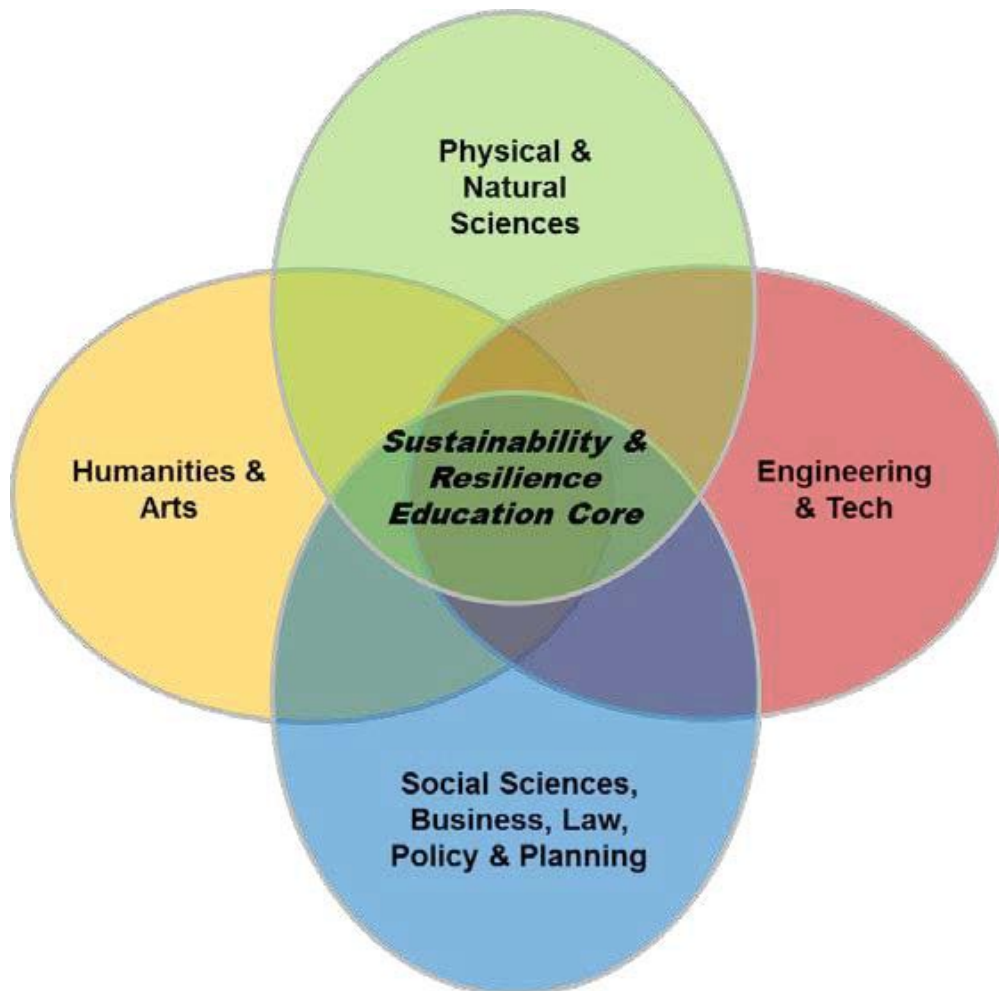 Physical &
Natural
Sciences
Humanities &
Arts
Sustainability &
Resilience
Education Core
Engineering
& Tech
Social Sciences,
Business, Law,
Policy & Planning